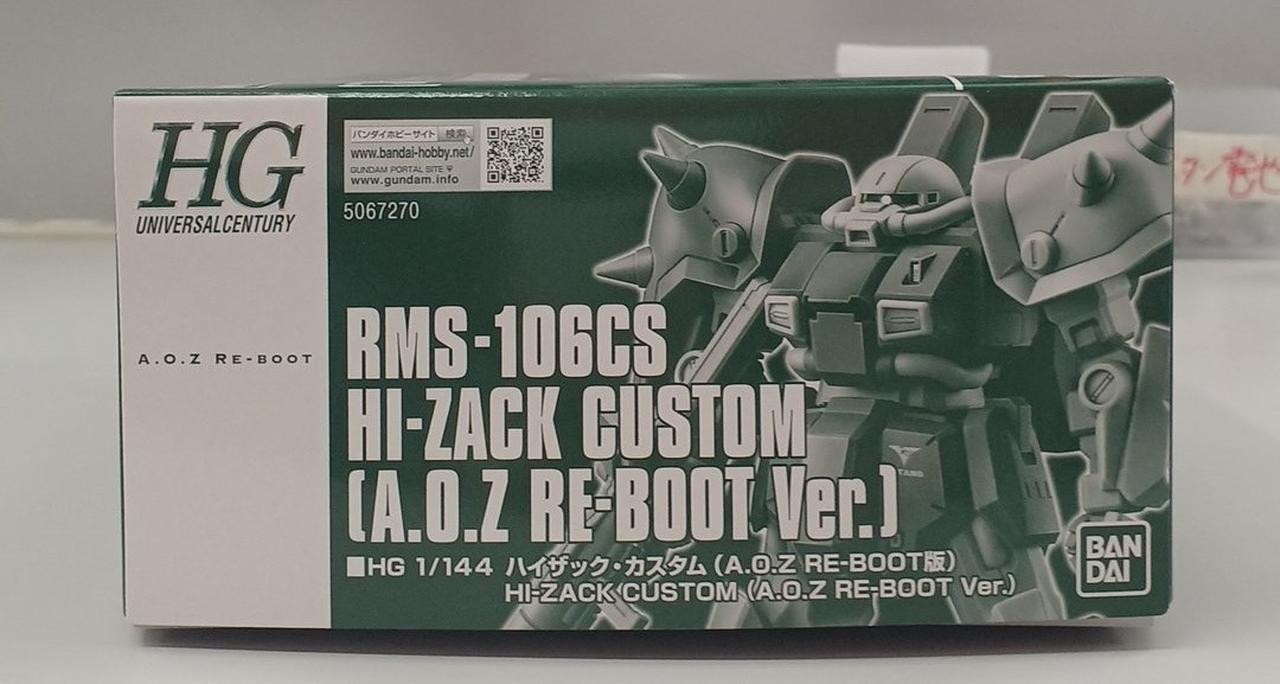 HG
UNIVERSALCENTURY
A.O.Z RE-BOOT
バンダイホビーサイト 検索
www.bandai-hobby.net/
GUNDAM PORTAL SITE
www.gundam.info
5067270
RMS-106CS
HI-ZACK CUSTOM
(A.O.Z RE-BOOT Ver.)
■HG 1/144 ハイザック・カスタム(A.O.Z RE-BOOT版)
HI-ZACK CUSTOM (A.O.Z RE-BOOT Ver.)
BAN
DAI